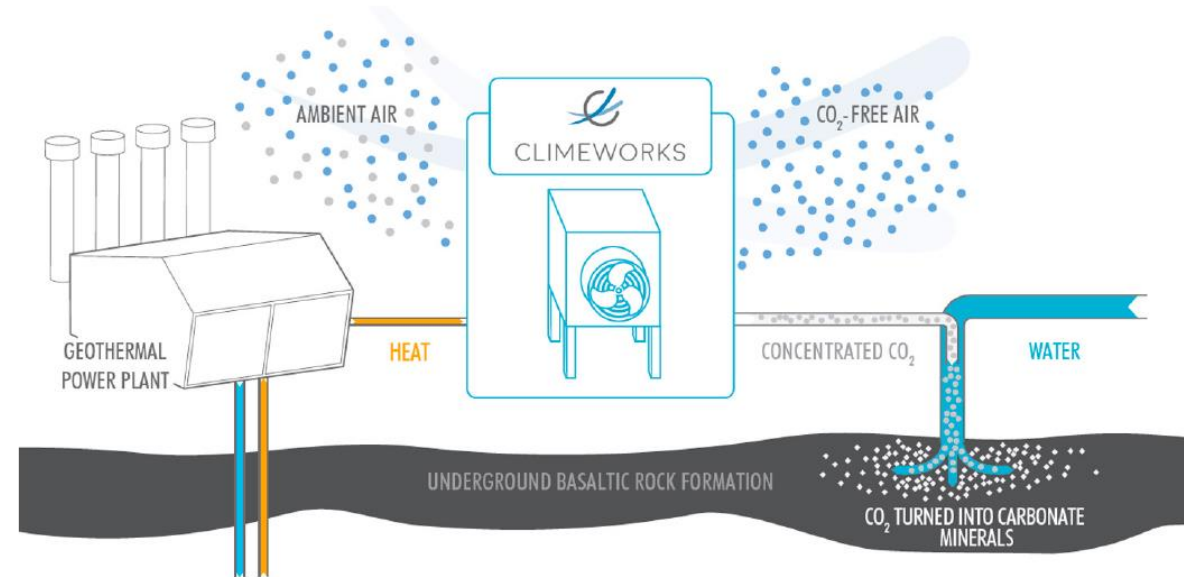 AMBIENT AIR
CLIMEWORKS
CO₂- FREE AIR
GEOTHERMAL
POWER PLANT
HEAT
CONCENTRATED CO₂
WATER
UNDERGROUND BASALTIC ROCK FORMATION
CO₂ TURNED INTO CARBONATE
MINERALS